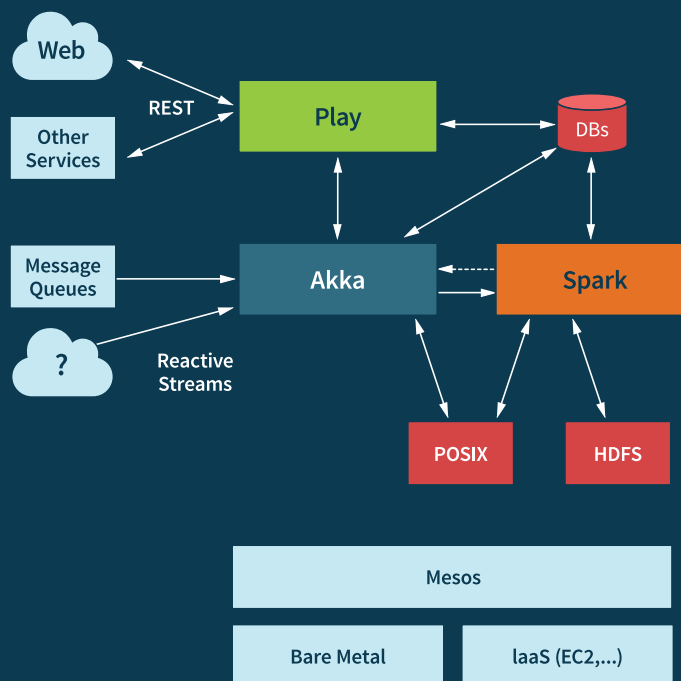 Web
REST
Play
Other
Services
DBs
Message
Queues
Akka
Spark
?
Reactive
Streams
POSIX
HDFS
Mesos
Bare Metal
IaaS (EC2,...)